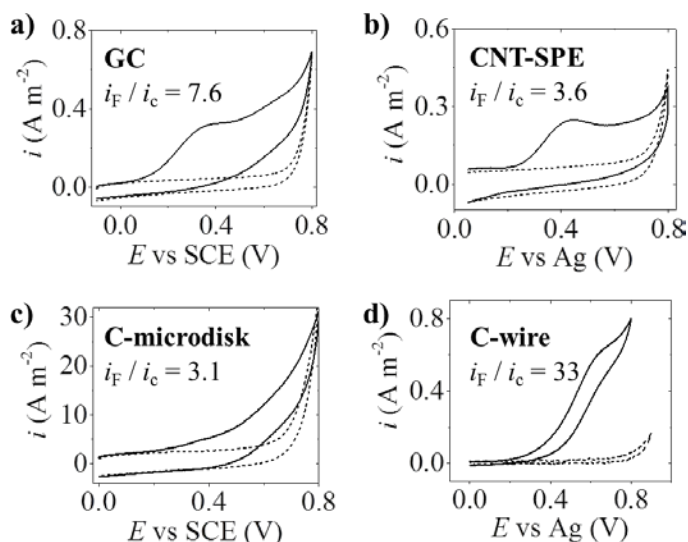 a)
GC
i_F / i_c = 7.6
0.8
0.4
0.0
i (A m⁻²)
0.0 0.4 0.8
E vs SCE (V)
b)
CNT-SPE
i_F / i_c = 3.6
0.6
0.3
0.0
i (A m⁻²)
0.4 0.8
E vs Ag (V)
c)
C-microdisk
i_F / i_c = 3.1
30
20
10
0
i (A m⁻²)
0.0 0.4 0.8
E vs SCE (V)
d)
C-wire
i_F / i_c = 33
0.8
0.4
0.0
i (A m⁻²)
0.0 0.4 0.8
E vs Ag (V)